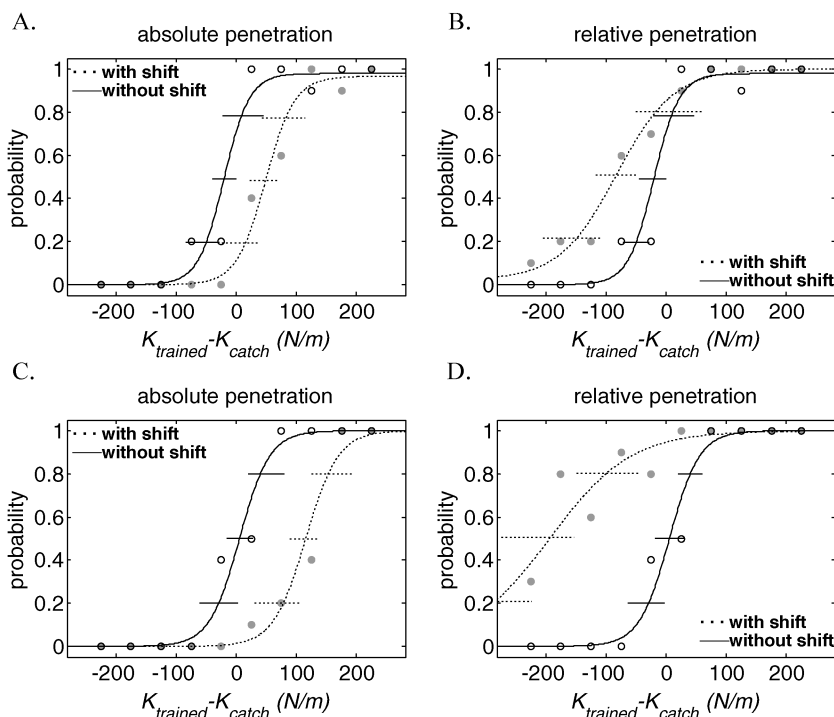 A.
absolute penetration
1
0.8
0.6
0.4
0.2
0
probability
with shift
without shift
-200 -100 0 100 200
K_trained-K_catch (N/m)
B.
relative penetration
1
0.8
0.6
0.4
0.2
0
probability
with shift
without shift
-200 -100 0 100 200
K_trained-K_catch (N/m)
C.
absolute penetration
1
0.8
0.6
0.4
0.2
0
probability
with shift
without shift
-200 -100 0 100 200
K_trained-K_catch (N/m)
D.
relative penetration
1
0.8
0.6
0.4
0.2
0
probability
with shift
without shift
-200 -100 0 100 200
K_trained-K_catch (N/m)